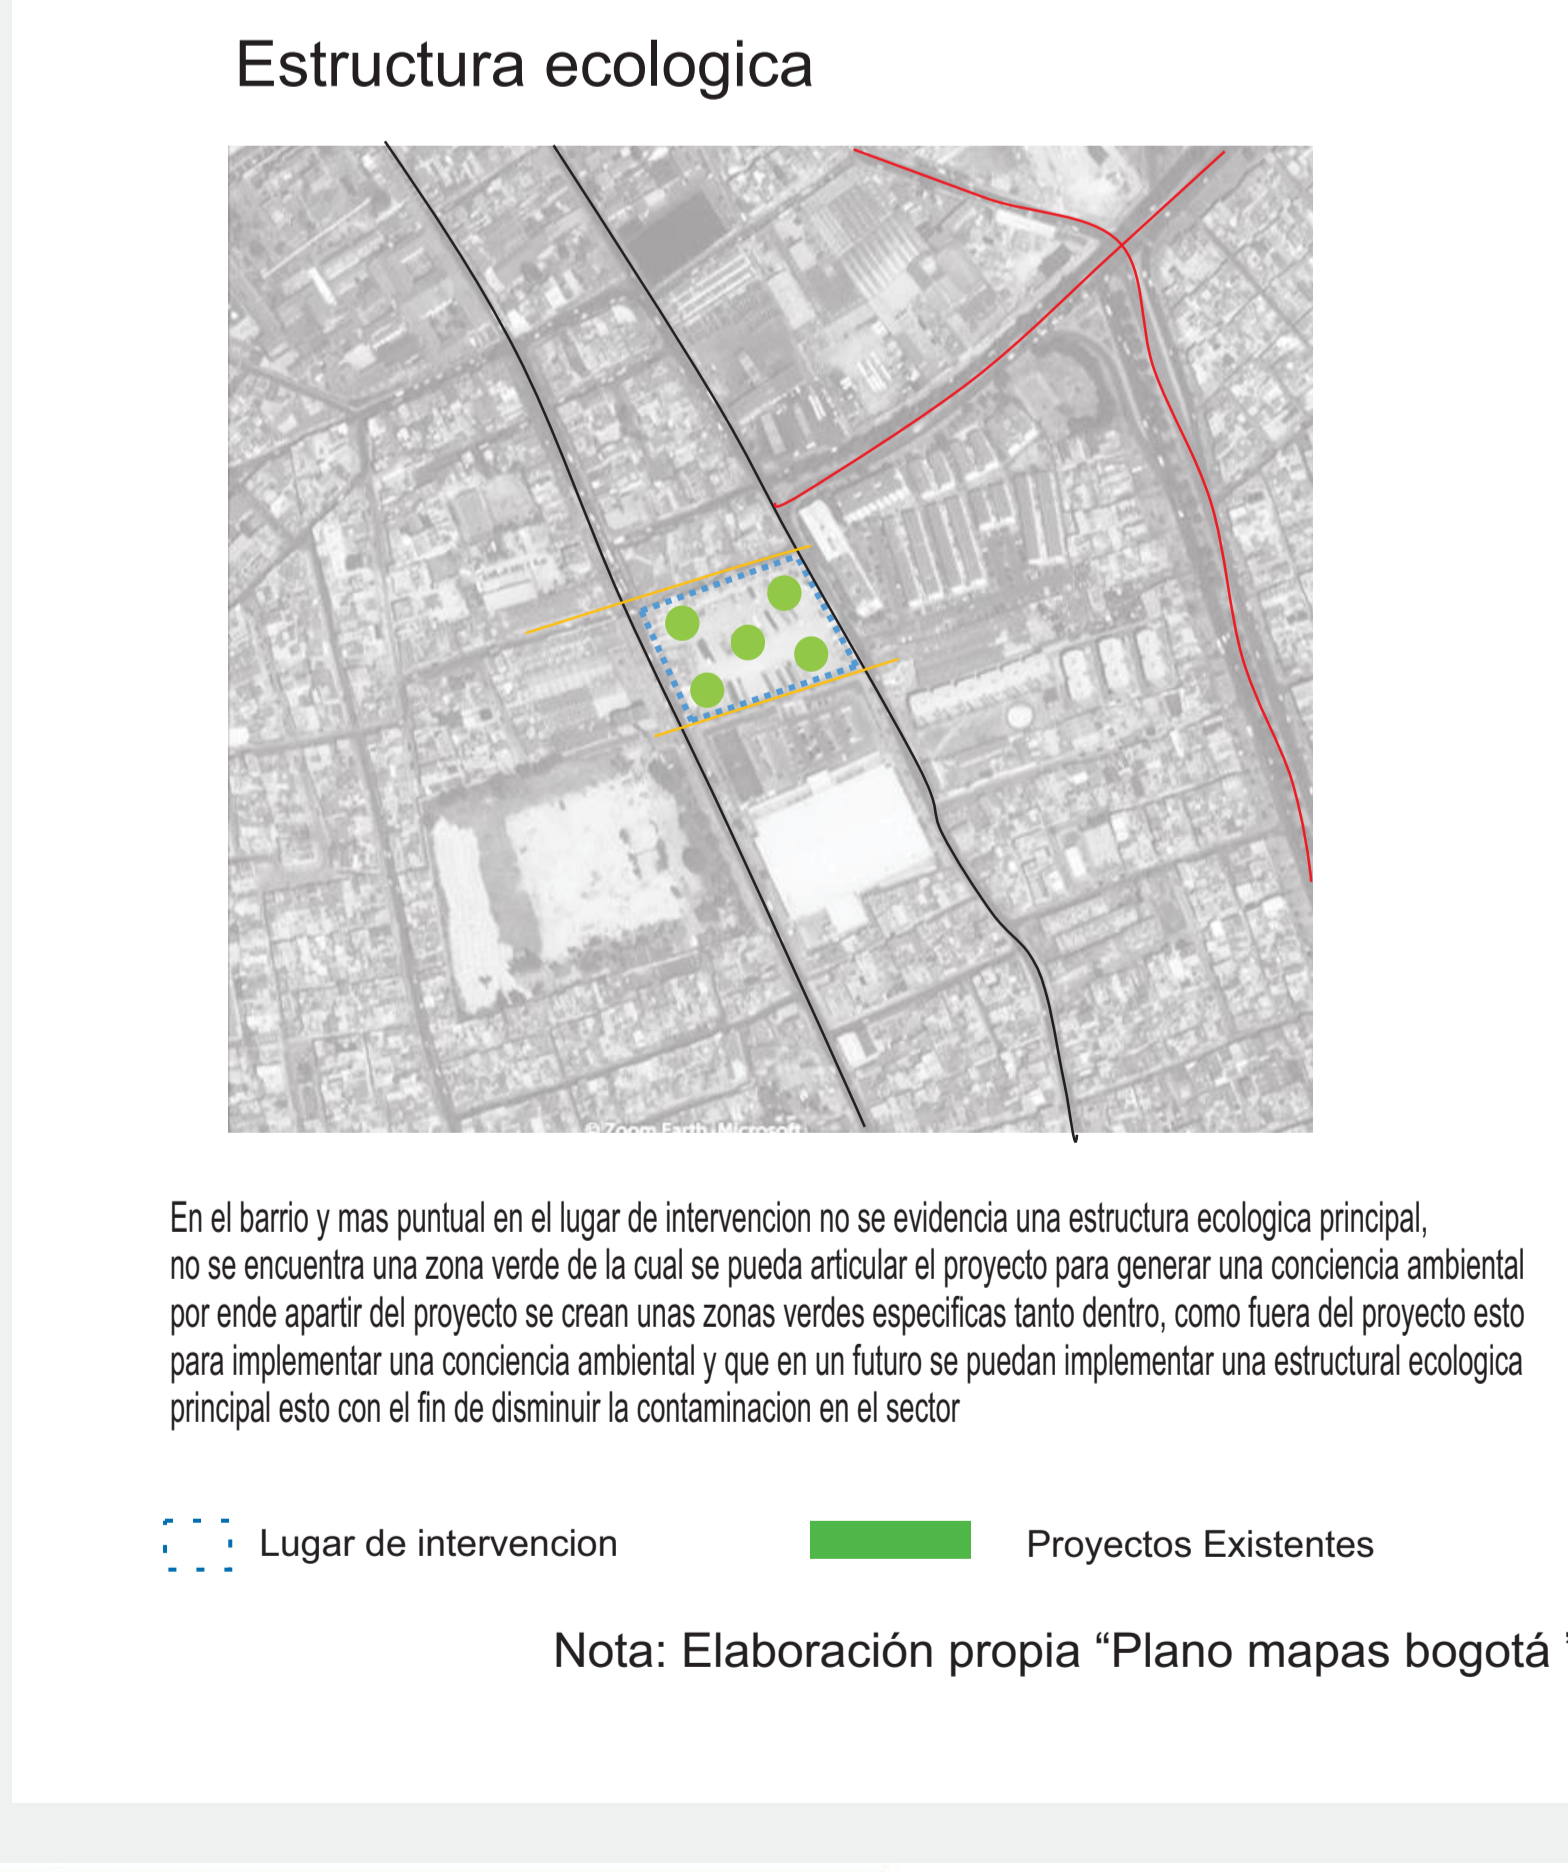 Estructura ecologica
© Zoom Earth, Microsoft
En el barrio y mas puntual en el lugar de intervencion no se evidencia una estructura ecologica principal,
no se encuentra una zona verde de la cual se pueda articular el proyecto para generar una conciencia ambiental
por ende apartir del proyecto se crean unas zonas verdes especificas tanto dentro, como fuera del proyecto esto
para implementar una conciencia ambiental y que en un futuro se puedan implementar una estructural ecologica
principal esto con el fin de disminuir la contaminacion en el sector
Lugar de intervencion
Proyectos Existentes
Nota: Elaboración propia “Plano mapas bogotá ”